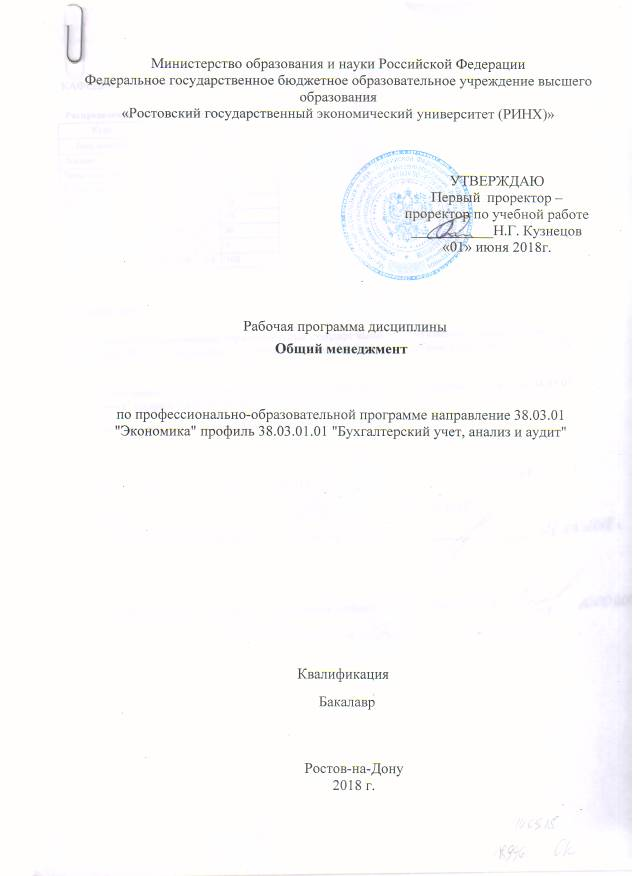 Министерство образования и науки Российской Федерации
Федеральное государственное бюджетное образовательное учреждение высшего
образования
«Ростовский государственный экономический университет (РИНХ)»
УТВЕРЖДАЮ
Первый проректор –
проректор по учебной работе
Н.Г. Кузнецов
«01» июня 2018г.
Рабочая программа дисциплины
Общий менеджмент
по профессионально-образовательной программе направление 38.03.01
"Экономика" профиль 38.03.01.01 "Бухгалтерский учет, анализ и аудит"
Квалификация
Бакалавр
Ростов-на-Дону
2018 г.